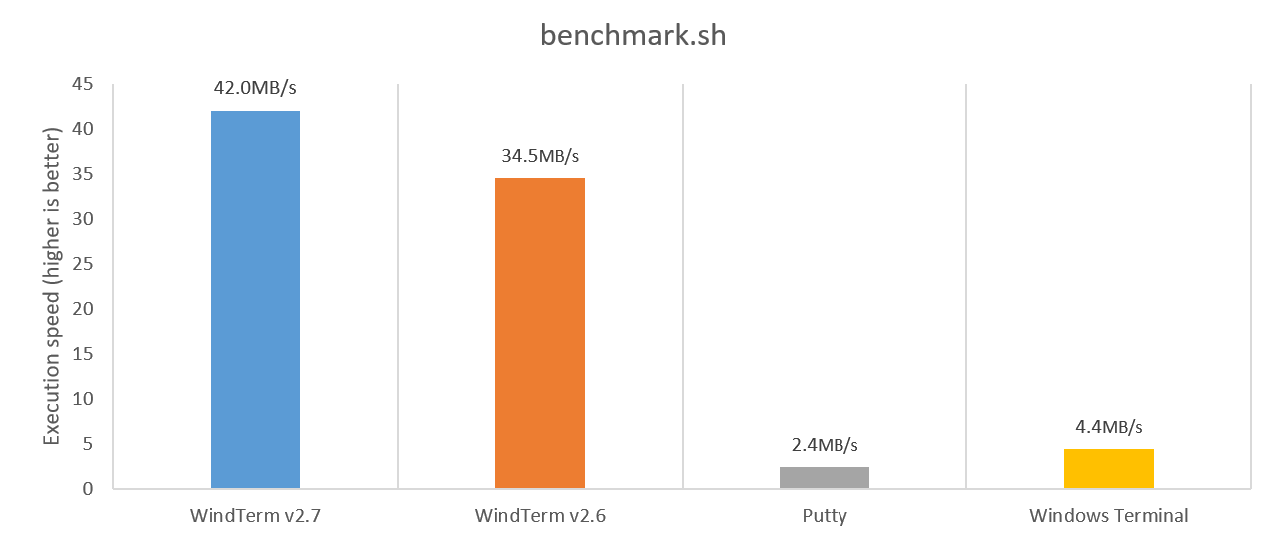 benchmark.sh
Execution speed (higher is better)
45
40
35
30
25
20
15
10
5
0
42.0MB/s
34.5MB/s
2.4MB/s
4.4MB/s
WindTerm v2.7
WindTerm v2.6
Putty
Windows Terminal